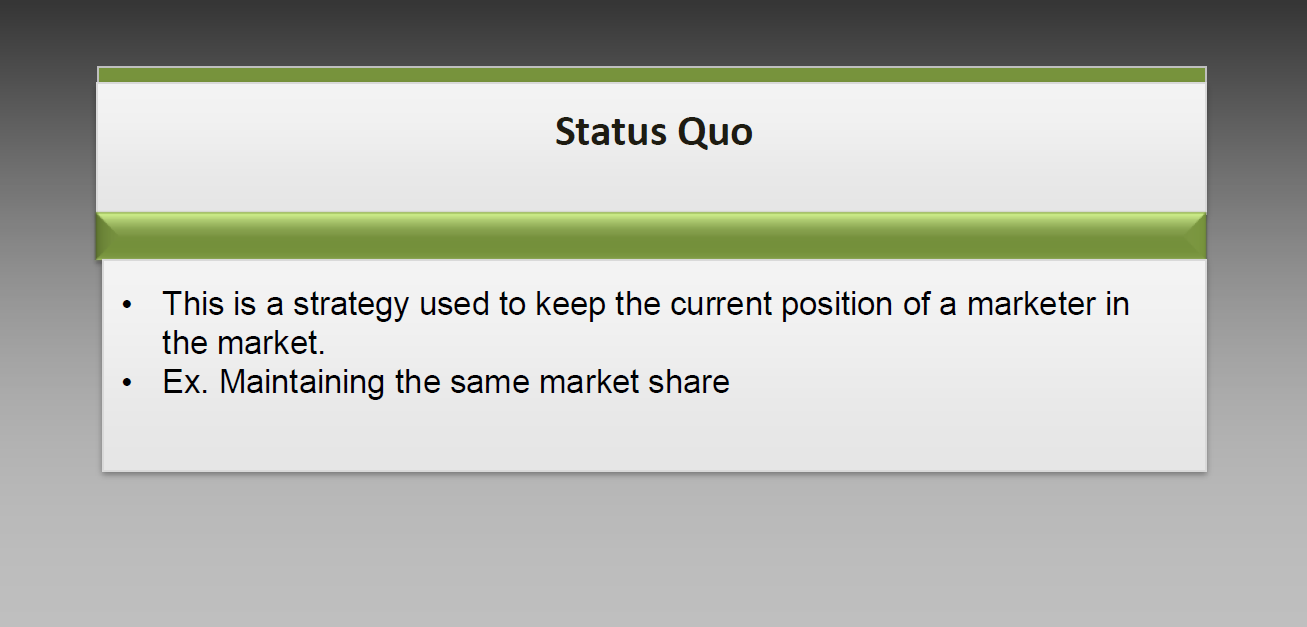 Status Quo
• This is a strategy used to keep the current position of a marketer in
the market.
• Ex. Maintaining the same market share